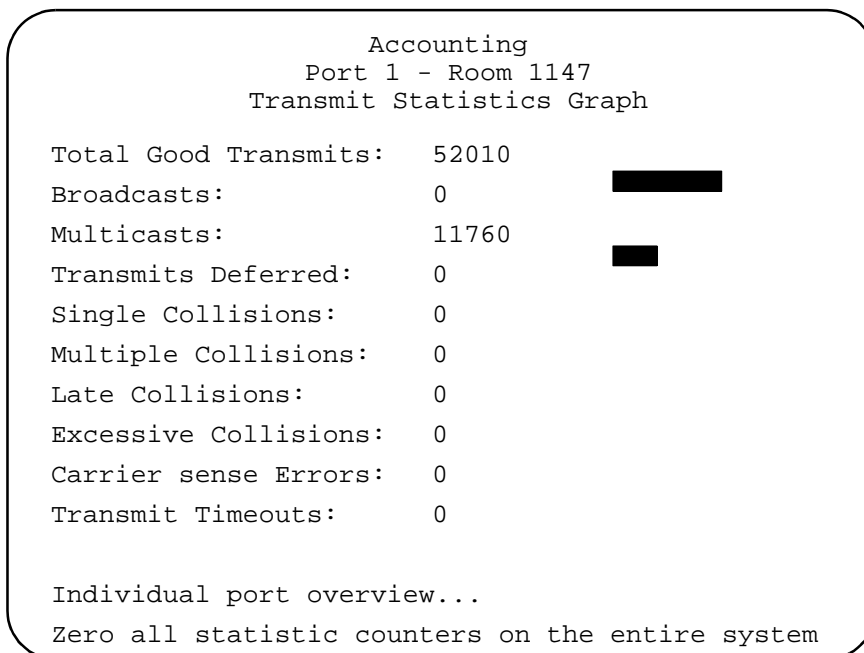 Accounting
Port 1 - Room 1147
Transmit Statistics Graph
Total Good Transmits: 52010
Broadcasts: 0
Multicasts: 11760
Transmits Deferred: 0
Single Collisions: 0
Multiple Collisions: 0
Late Collisions: 0
Excessive Collisions: 0
Carrier sense Errors: 0
Transmit Timeouts: 0
Individual port overview...
Zero all statistic counters on the entire system